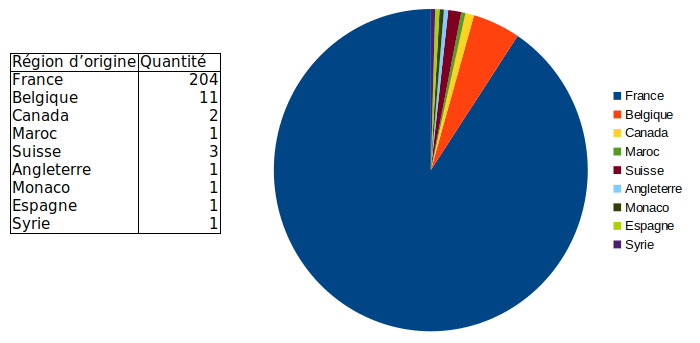 Région d’origine Quantité
France 204
Belgique 11
Canada 2
Maroc 1
Suisse 3
Angleterre 1
Monaco 1
Espagne 1
Syrie 1
France
Belgique
Canada
Maroc
Suisse
Angleterre
Monaco
Espagne
Syrie